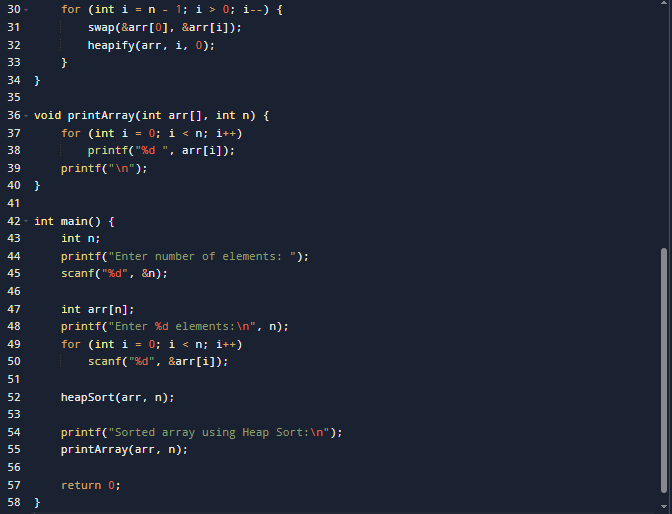 30 for (int i = n - 1; i > 0; i--) {
31 swap(&arr[0], &arr[i]);
32 heapify(arr, i, 0);
33 }
34 }
35
36 void printArray(int arr[], int n) {
37 for (int i = 0; i < n; i++)
38 printf("%d ", arr[i]);
39 printf("\n");
40 }
41
42 int main() {
43 int n;
44 printf("Enter number of elements: ");
45 scanf("%d", &n);
46
47 int arr[n];
48 printf("Enter %d elements:\n", n);
49 for (int i = 0; i < n; i++)
50 scanf("%d", &arr[i]);
51
52 heapSort(arr, n);
53
54 printf("Sorted array using Heap Sort:\n");
55 printArray(arr, n);
56
57 return 0;
58 }